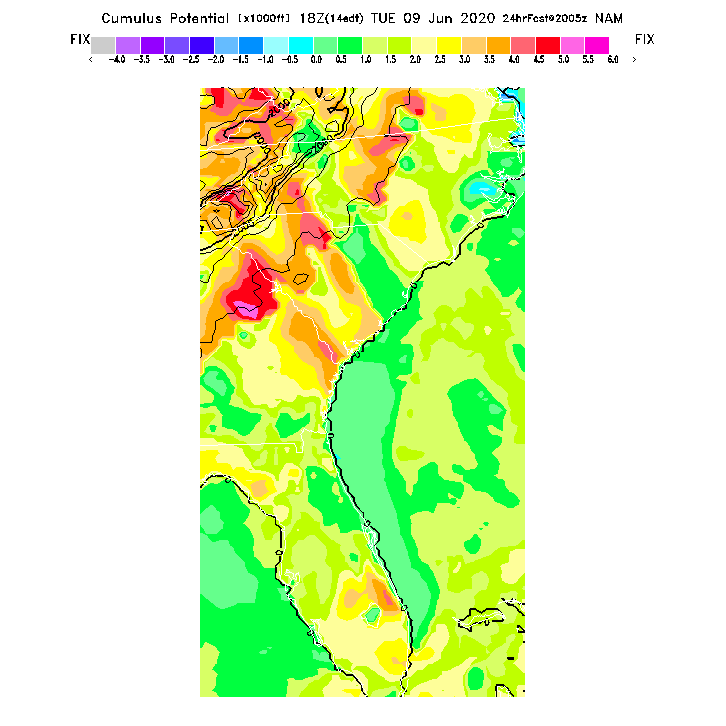 Cumulus Potential [x1000ft] 18Z(14edt) TUE 09 Jun 2020 24hrFcst@2005z NAM
FIX FIX
< -4.0 -3.5 -3.0 -2.5 -2.0 -1.5 -1.0 -0.5 0.0 0.5 1.0 1.5 2.0 2.5 3.0 3.5 4.0 4.5 5.0 5.5 6.0 >
2000
2000